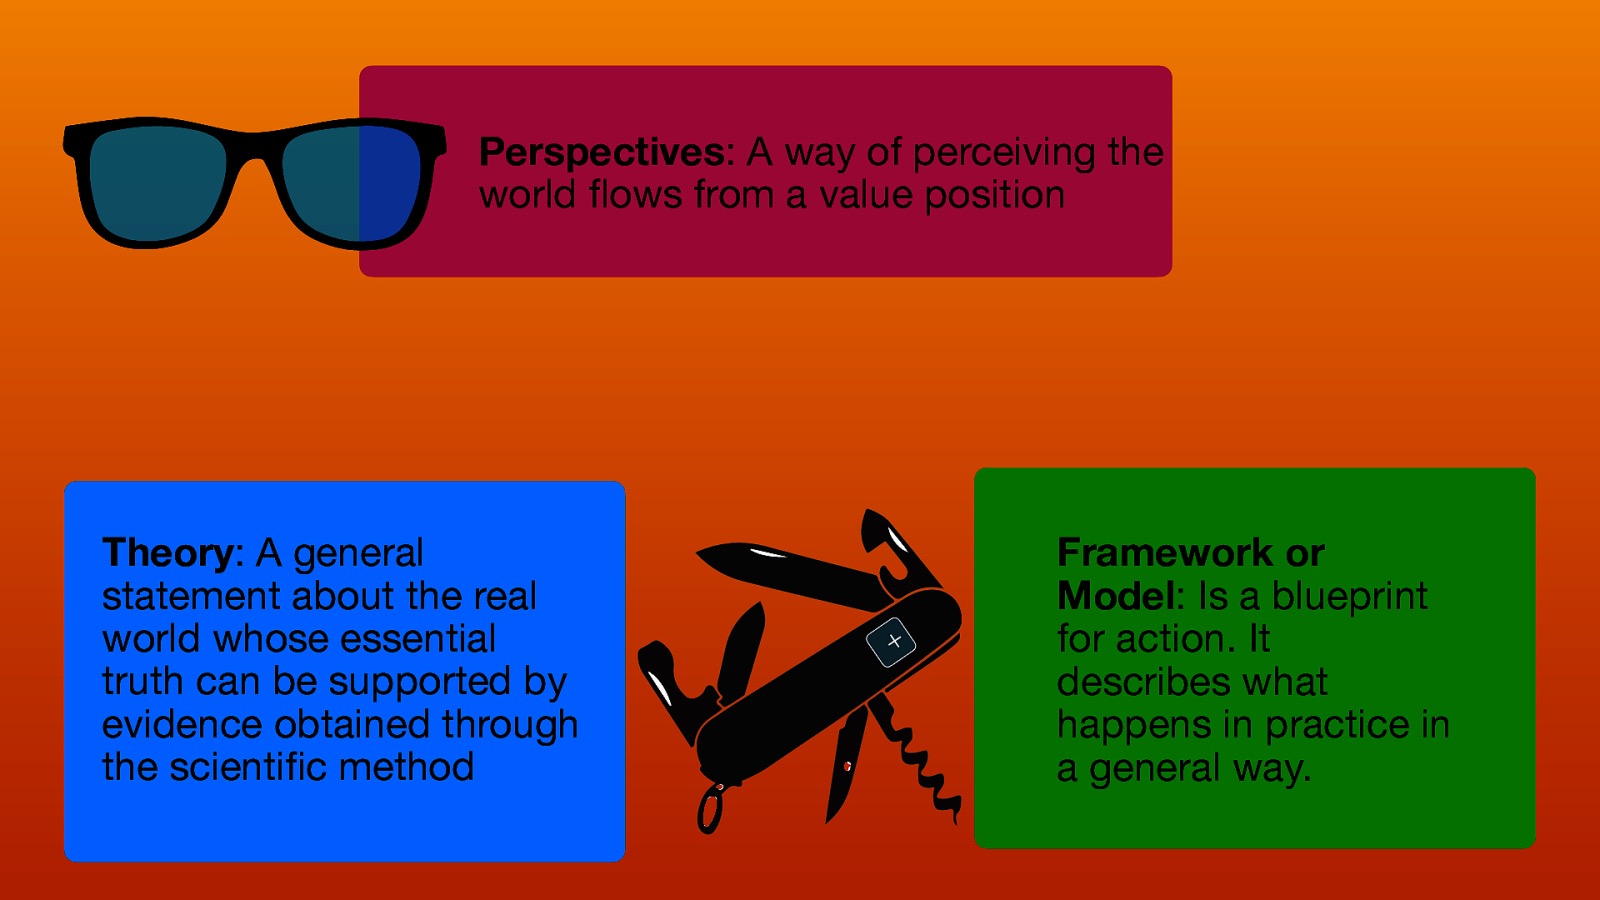 Perspectives: A way of perceiving the
world flows from a value position
Theory: A general
statement about the real
world whose essential
truth can be supported by
evidence obtained through
the scientific method
Framework or
Model: Is a blueprint
for action. It
describes what
happens in practice in
a general way.